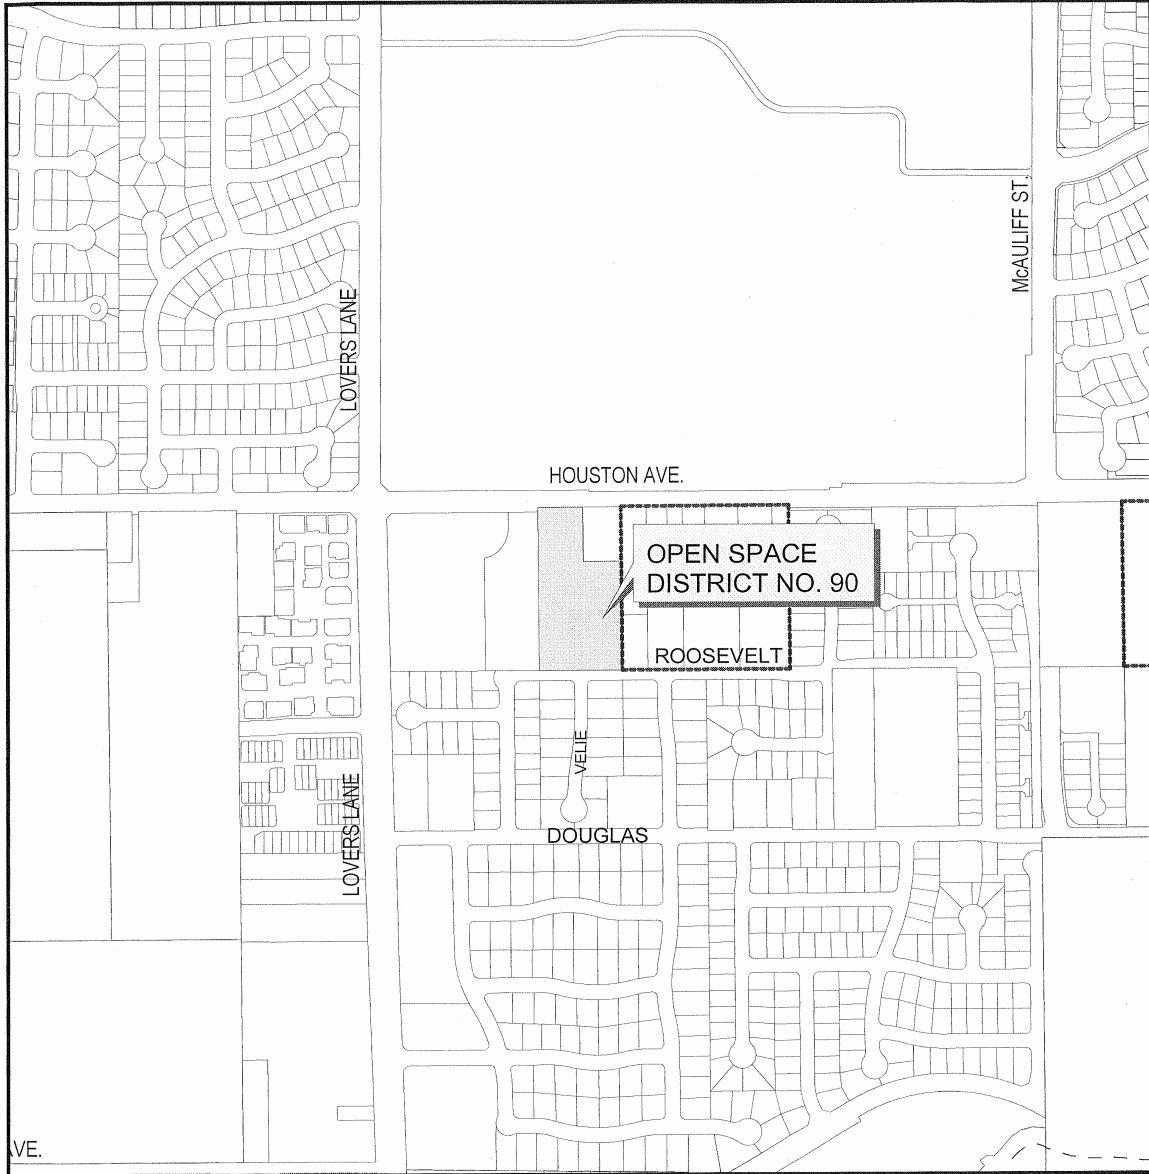 McAULIFF ST.
LOVERS LANE
HOUSTON AVE.
OPEN SPACE
DISTRICT NO. 90
ROOSEVELT
VELIE
LOVERS LANE
DOUGLAS
VE.